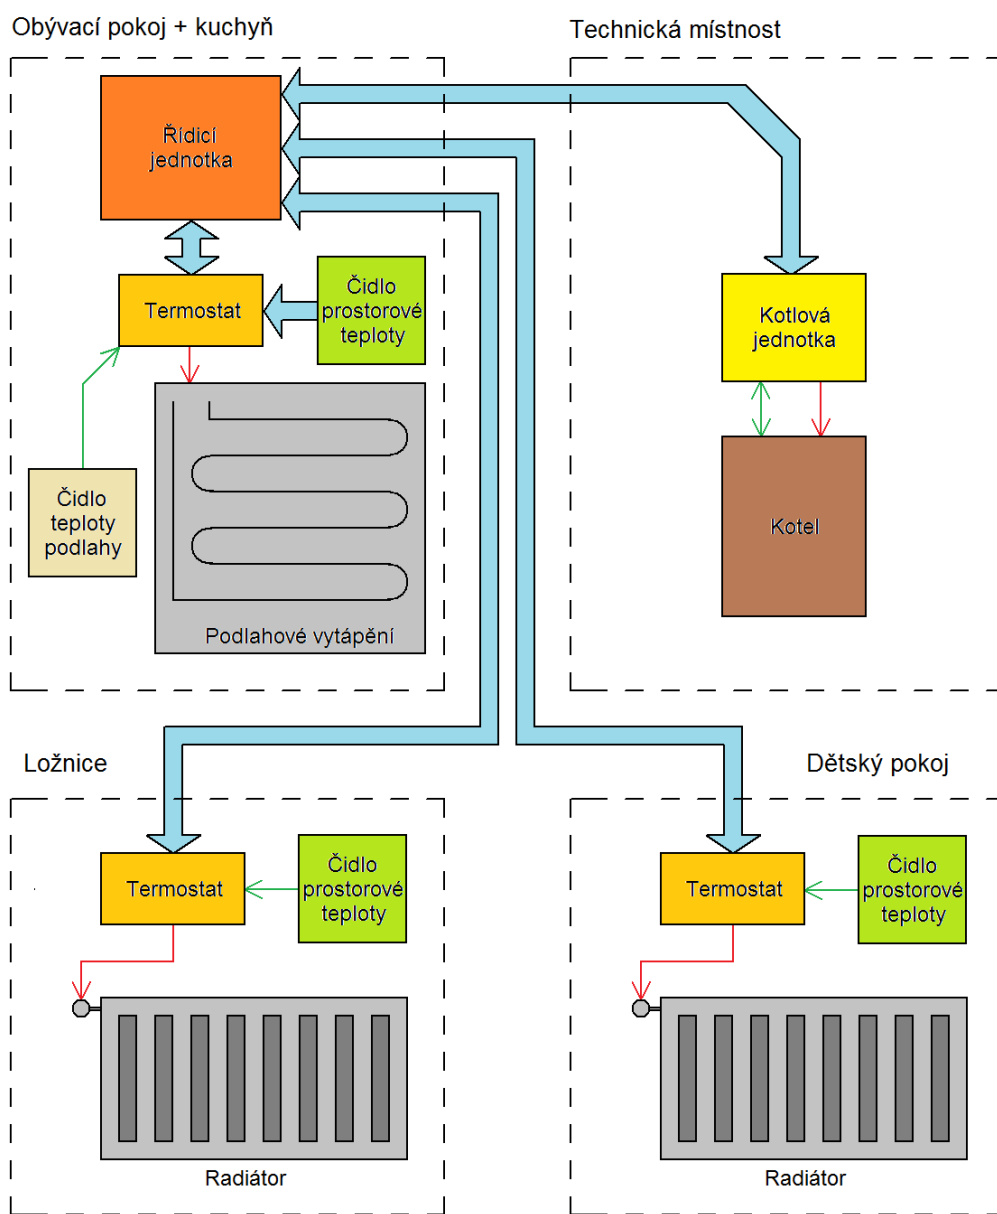 Obývací pokoj + kuchyň
Technická místnost
Řídicí
jednotka
Termostat
Čidlo
prostorové
teploty
Kotlová
jednotka
Čidlo
teploty
podlahy
Kotel
Podlahové vytápění
Ložnice
Dětský pokoj
Termostat
Čidlo
prostorové
teploty
Termostat
Čidlo
prostorové
teploty
Radiátor
Radiátor